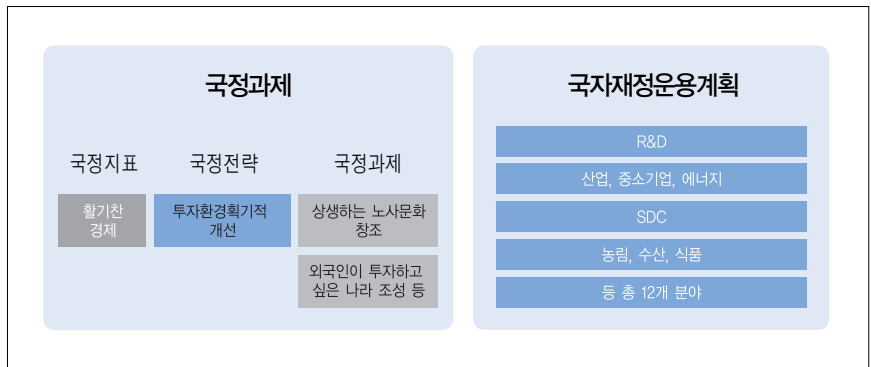 국정과제
국정지표 국정전략 국정과제
활기찬
경제
투자환경획기적
개선
상생하는 노사문화
창조
외국인이 투자하고
싶은 나라 조성 등
국자재정운용계획
R&D
산업, 중소기업, 에너지
SDC
농림, 수산, 식품
등 총 12개 분야